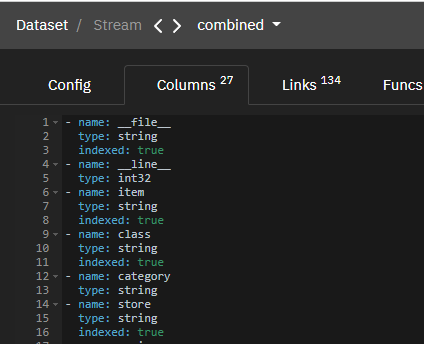 Dataset / Stream < > combined
Config Columns 27 Links 134 Funcs
1 - name: __file__
2 type: string
3 indexed: true
4 - name: __line__
5 type: int32
6 - name: item
7 type: string
8 indexed: true
9 - name: class
10 type: string
11 indexed: true
12 - name: category
13 type: string
14 - name: store
15 type: string
16 indexed: true